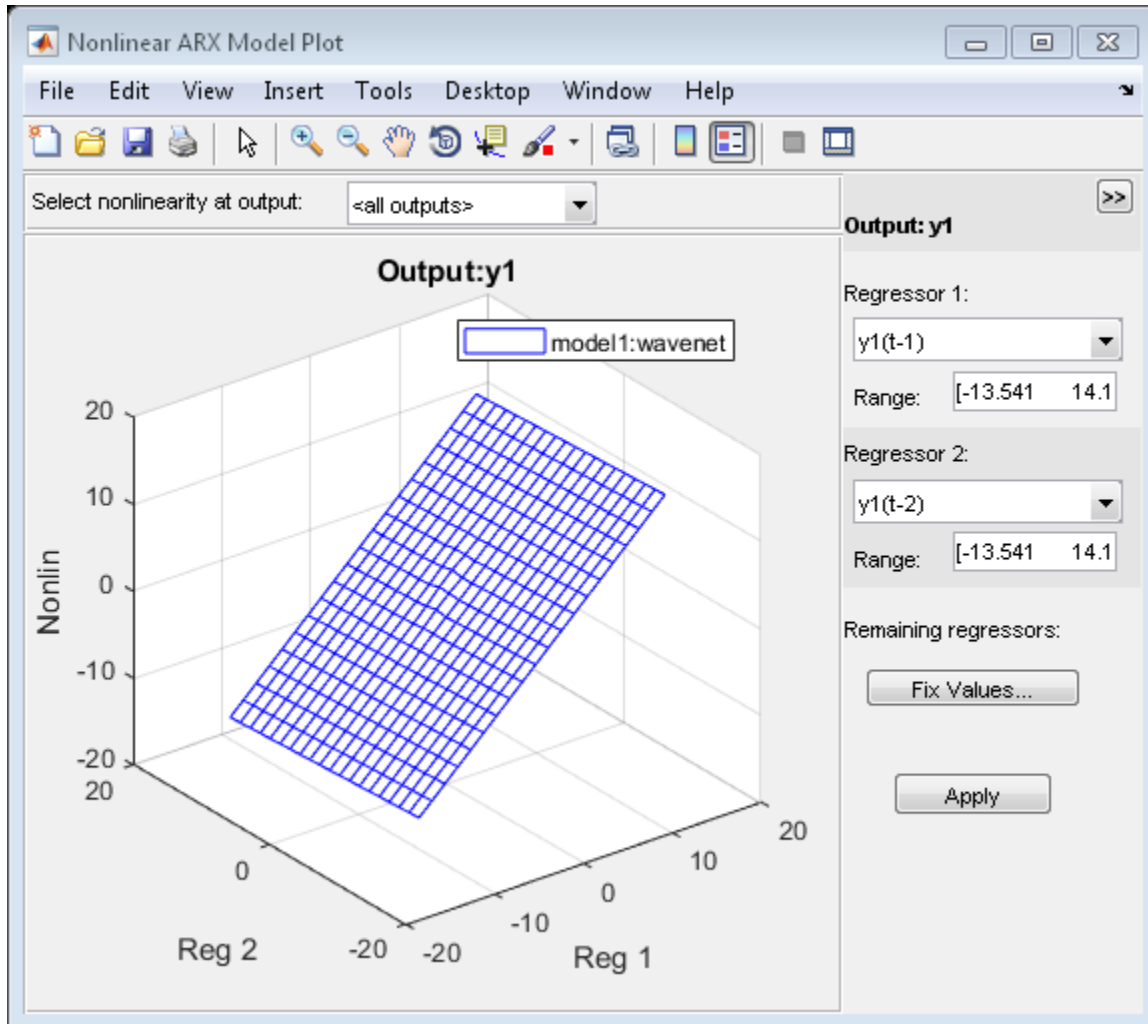 Nonlinear ARX Model Plot
File Edit View Insert Tools Desktop Window Help
Select nonlinearity at output: <all outputs>
>>
Output: y1
Output:y1
model1:wavenet
Regressor 1:
y1(t-1)
Range: [-13.541 14.1
Regressor 2:
y1(t-2)
Range: [-13.541 14.1
Remaining regressors:
Fix Values...
Apply
20
10
0
-10
-20
Nonlin
20
0
-20
Reg 2
-20
-10
0
10
20
Reg 1